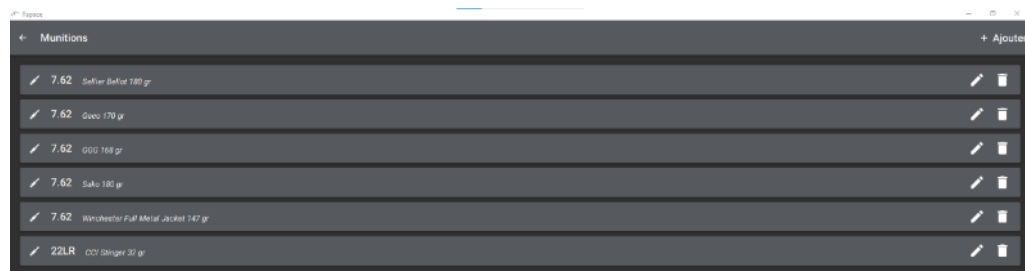 Rapace
← Munitions + Ajouter
7.62 Sellier Bellot 180 gr
7.62 Geco 170 gr
7.62 GGG 168 gr
7.62 Sako 180 gr
7.62 Winchester Full Metal Jacket 147 gr
22LR CCI Stinger 32 gr